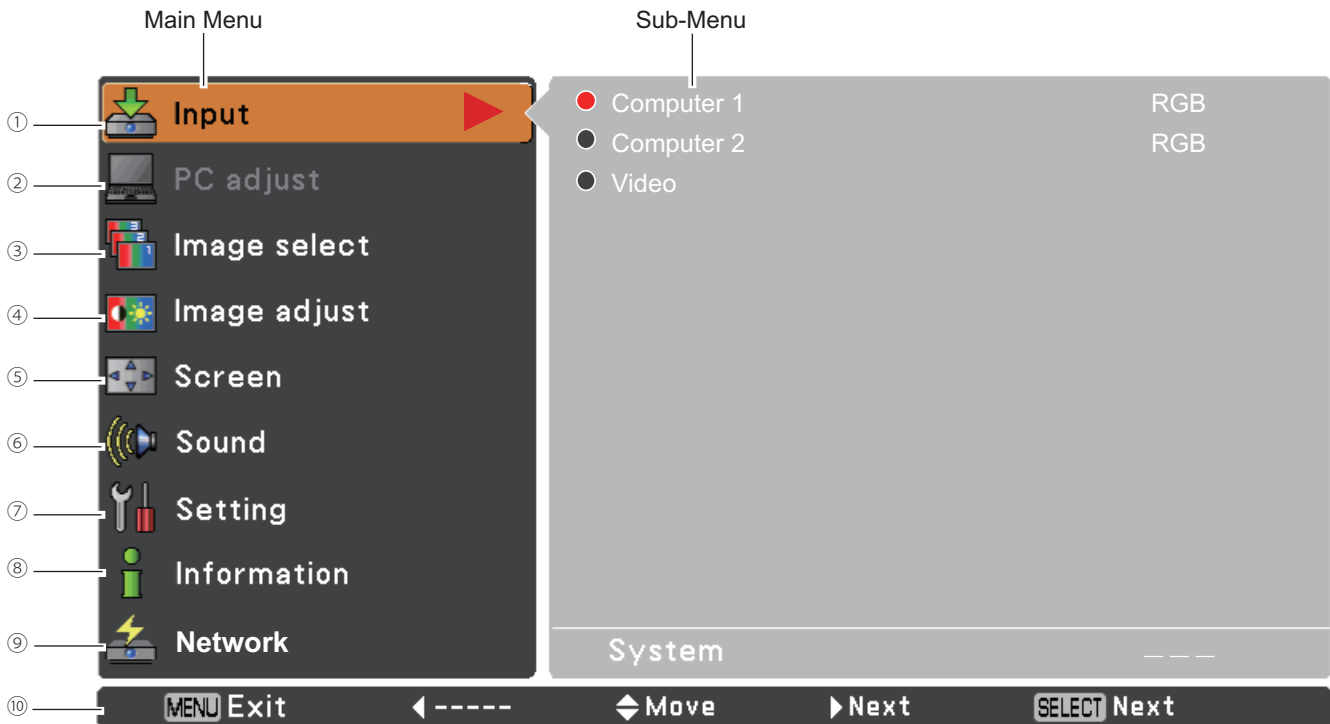 Main Menu
Sub-Menu
① Input
② PC adjust
③ Image select
④ Image adjust
⑤ Screen
⑥ Sound
⑦ Setting
⑧ Information
⑨ Network
Computer 1 RGB
Computer 2 RGB
Video
System _ _ _
⑩ MENU Exit ◀ ----- Move ▶ Next SELECT Next